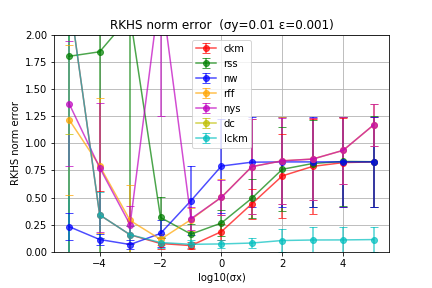 RKHS norm error (σy=0.01 ε=0.001)
2.00
1.75
1.50
1.25
1.00
0.75
0.50
0.25
0.00
RKHS norm error
ckm
rss
nw
rff
nys
dc
lckm
−4 −2 0 2 4
log10(σx)